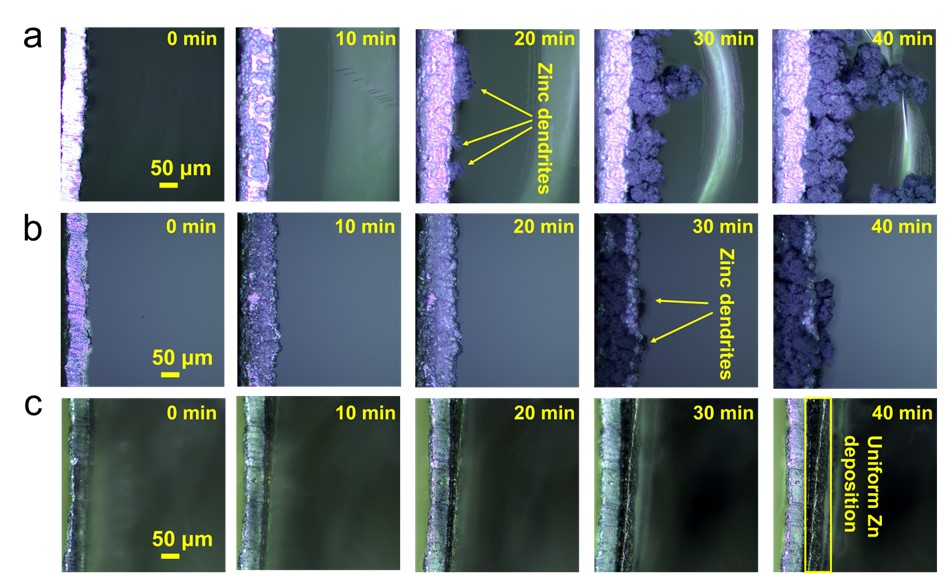 a
0 min
10 min
20 min
30 min
40 min
Zinc dendrites
50 µm
b
0 min
10 min
20 min
30 min
40 min
Zinc dendrites
50 µm
c
0 min
10 min
20 min
30 min
40 min
Uniform Zn
deposition
50 µm